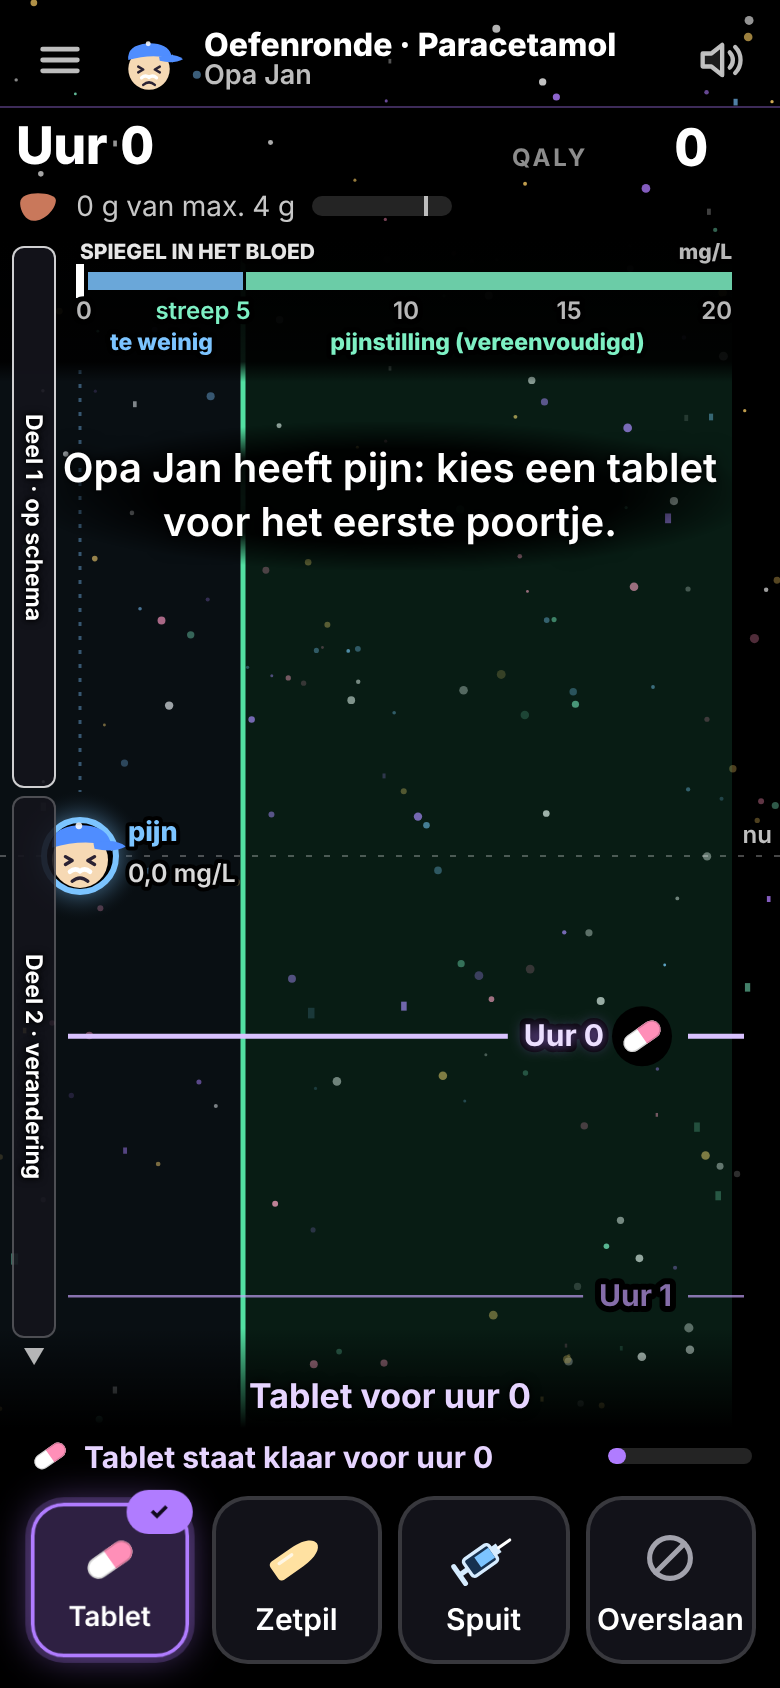 Oefenronde · Paracetamol
Opa Jan
Uur 0
QALY 0
0 g van max. 4 g
SPIEGEL IN HET BLOED mg/L
0 streep 5 10 15 20
te weinig pijnstilling (vereenvoudigd)
Deel 1 · op schema
Opa Jan heeft pijn: kies een tablet
voor het eerste poortje.
pijn
nu
0,0 mg/L
Deel 2 · verandering
Uur 0
Uur 1
Tablet voor uur 0
Tablet staat klaar voor uur 0
Tablet Zetpil Spuit Overslaan